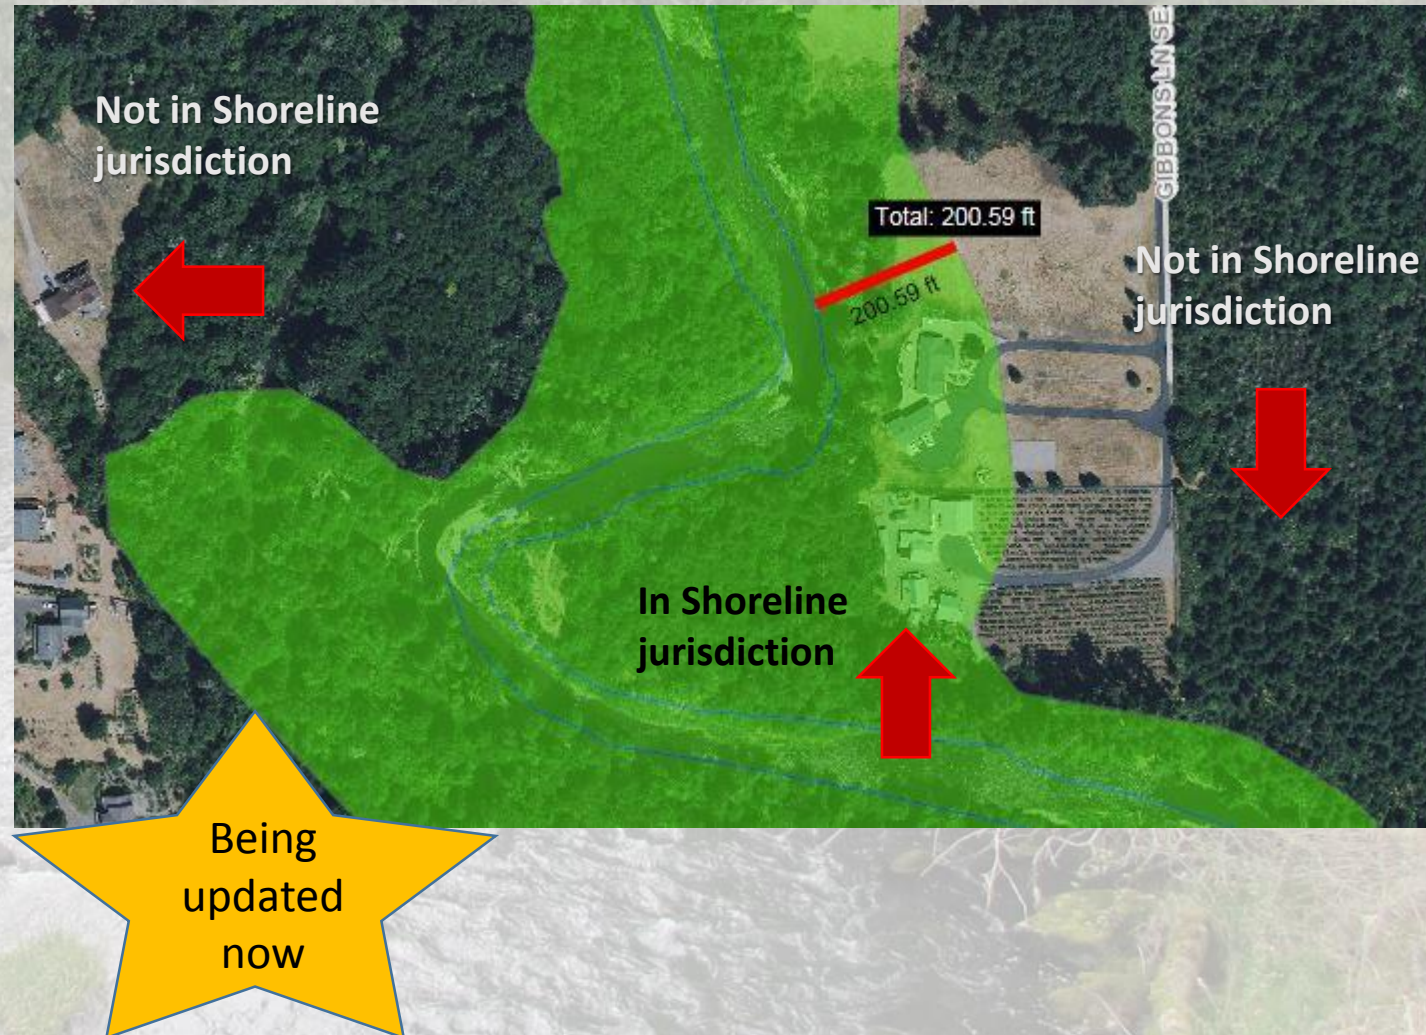 Not in Shoreline
jurisdiction
GIBBONS LN SE
Total: 200.59 ft
200.59 ft
Not in Shoreline
jurisdiction
In Shoreline
jurisdiction
Being
updated
now